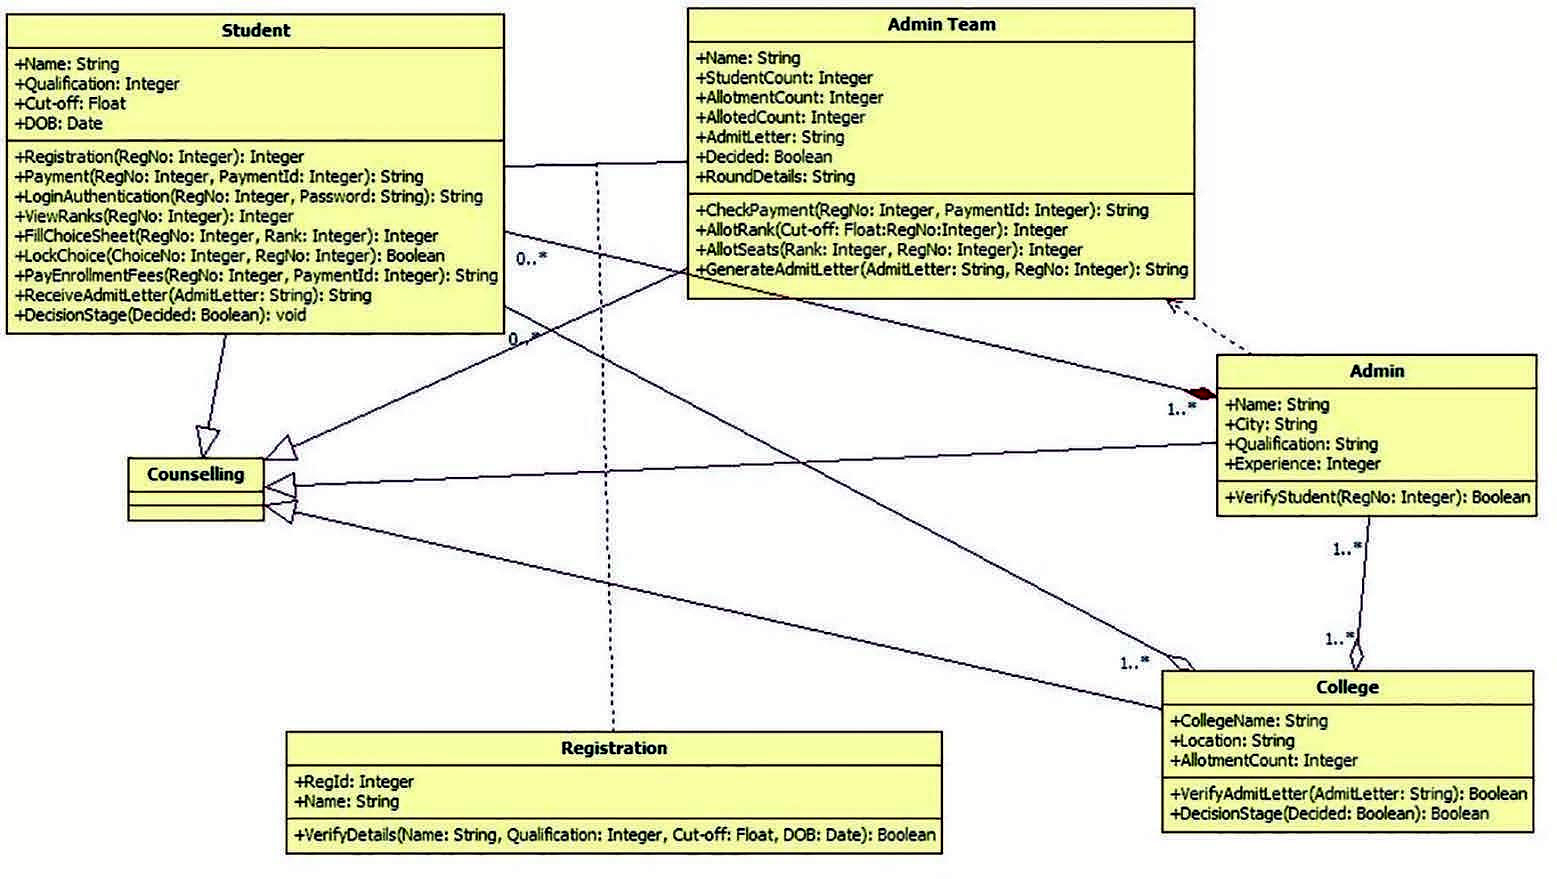 Student
+Name: String
+Qualification: Integer
+Cut-off: Float
+DOB: Date
+Registration(RegNo: Integer): Integer
+Payment(RegNo: Integer, PaymentId: Integer): String
+LoginAuthentication(RegNo: Integer, Password: String): String
+ViewRanks(RegNo: Integer): Integer
+FillChoiceSheet(RegNo: Integer, Rank: Integer): Integer
+LockChoice(ChoiceNo: Integer, RegNo: Integer): Boolean
+PayEnrollmentFees(RegNo: Integer, PaymentId: Integer): String
+ReceiveAdmitLetter(AdmitLetter: String): String
+DecisionStage(Decided: Boolean): void
Admin Team
+Name: String
+StudentCount: Integer
+AllotmentCount: Integer
+AllotedCount: Integer
+AdmitLetter: String
+Decided: Boolean
+RoundDetails: String
+CheckPayment(RegNo: Integer, PaymentId: Integer): String
+AllotRank(Cut-off: Float:RegNo:Integer): Integer
+AllotSeats(Rank: Integer, RegNo: Integer): Integer
+GenerateAdmitLetter(AdmitLetter: String, RegNo: Integer): String
0..*
0..*
1..*
Admin
+Name: String
+City: String
+Qualification: String
+Experience: Integer
+VerifyStudent(RegNo: Integer): Boolean
Counselling
1..*
1..*
1..*
College
+CollegeName: String
+Location: String
+AllotmentCount: Integer
+VerifyAdmitLetter(AdmitLetter: String): Boolean
+DecisionStage(Decided: Boolean): Boolean
Registration
+RegId: Integer
+Name: String
+VerifyDetails(Name: String, Qualification: Integer, Cut-off: Float, DOB: Date): Boolean